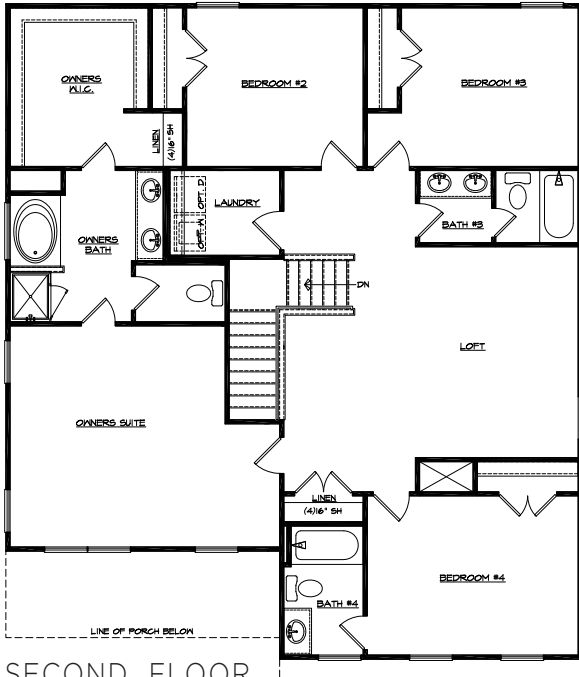 OWNERS
W.I.C.
BEDROOM #2
BEDROOM #3
LINEN
(4)16" SH
LAUNDRY
OPT. D
OPT. W
BATH #3
OWNERS
BATH
DN
LOFT
OWNERS SUITE
LINEN
(4)16" SH
BEDROOM #4
BATH #4
LINE OF PORCH BELOW
SECOND FLOOR